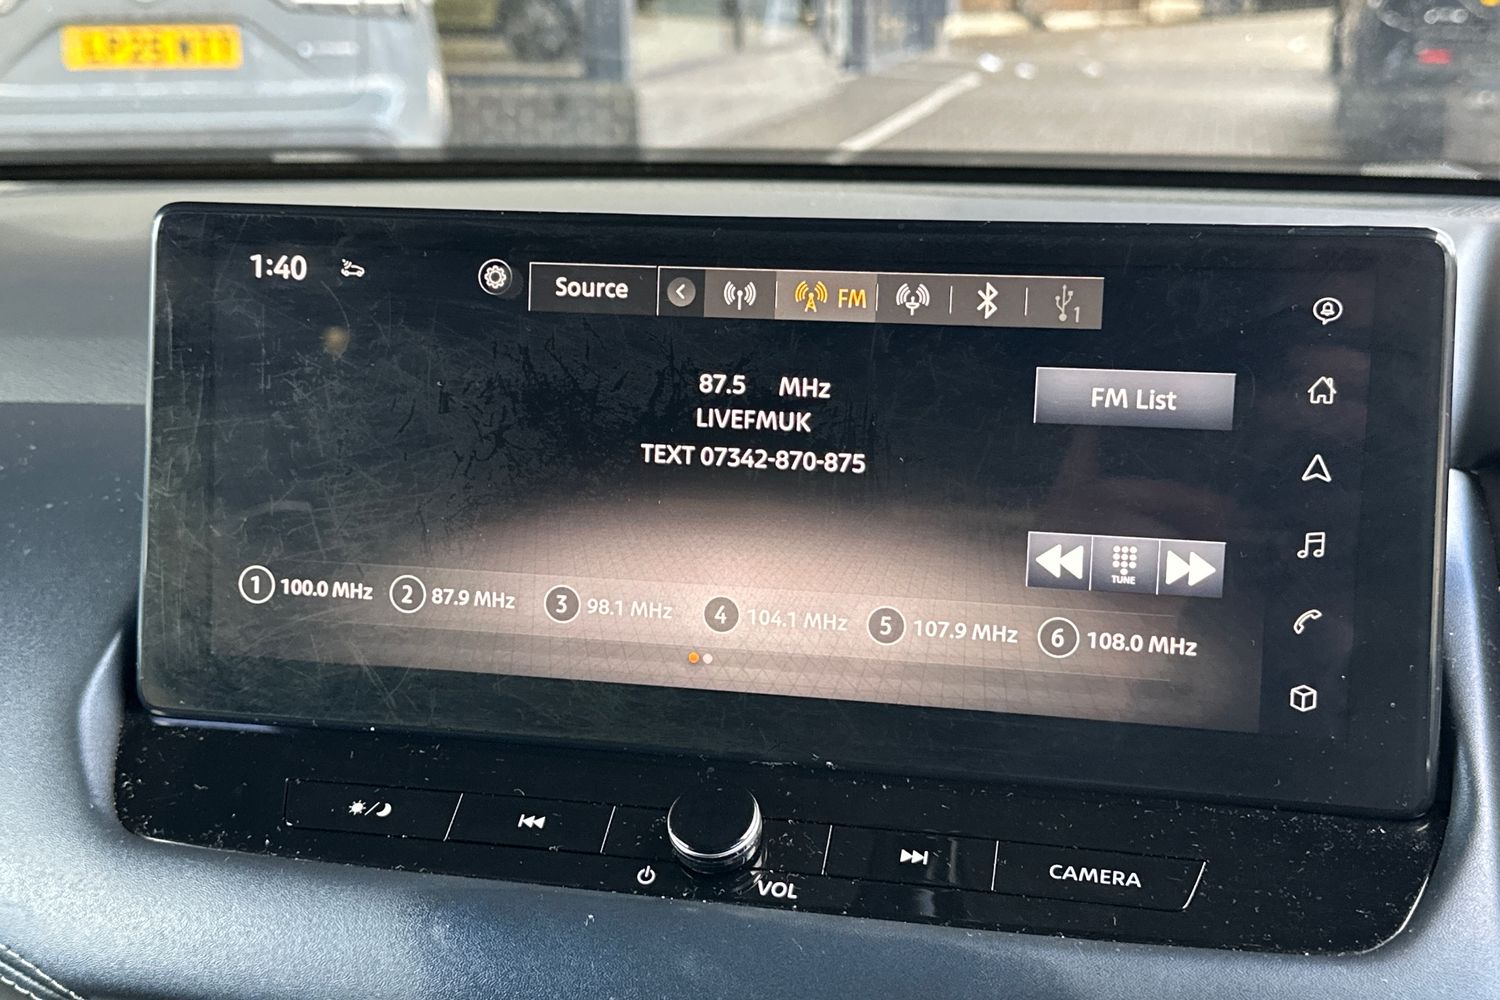 1:40
Source
FM
1
87.5 MHz
LIVEFMUK
TEXT 07342-870-875
FM List
TUNE
1 100.0 MHz 2 87.9 MHz 3 98.1 MHz 4 104.1 MHz 5 107.9 MHz 6 108.0 MHz
VOL
CAMERA